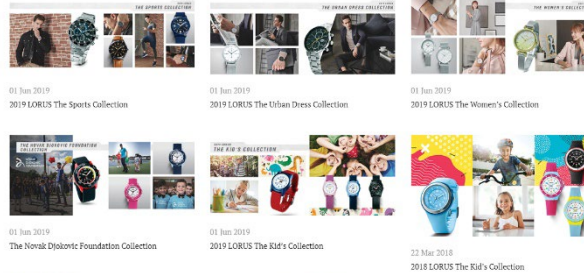 THE SPORTS COLLECTION
THE URBAN DRESS COLLECTION
THE WOMEN'S COLLECTION
01 Jun 2019
01 Jun 2019
01 Jun 2019
2019 LORUS The Sports Collection
2019 LORUS The Urban Dress Collection
2019 LORUS The Women's Collection
THE NOVAK DJOKOVIC FOUNDATION
COLLECTION
THE KID'S COLLECTION
01 Jun 2019
01 Jun 2019
22 Mar 2018
The Novak Djokovic Foundation Collection
2019 LORUS The Kid's Collection
2018 LORUS The Kid's Collection